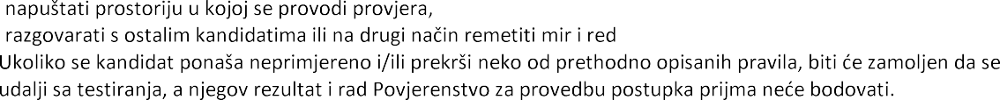 napuštati prostoriju u kojoj se provodi provjera,
razgovarati s ostalim kandidatima ili na drugi način remetiti mir i red
Ukoliko se kandidat ponaša neprimjereno i/ili prekrši neko od prethodno opisanih pravila, biti će zamoljen da se
udalji sa testiranja, a njegov rezultat i rad Povjerenstvo za provedbu postupka prijma neće bodovati.